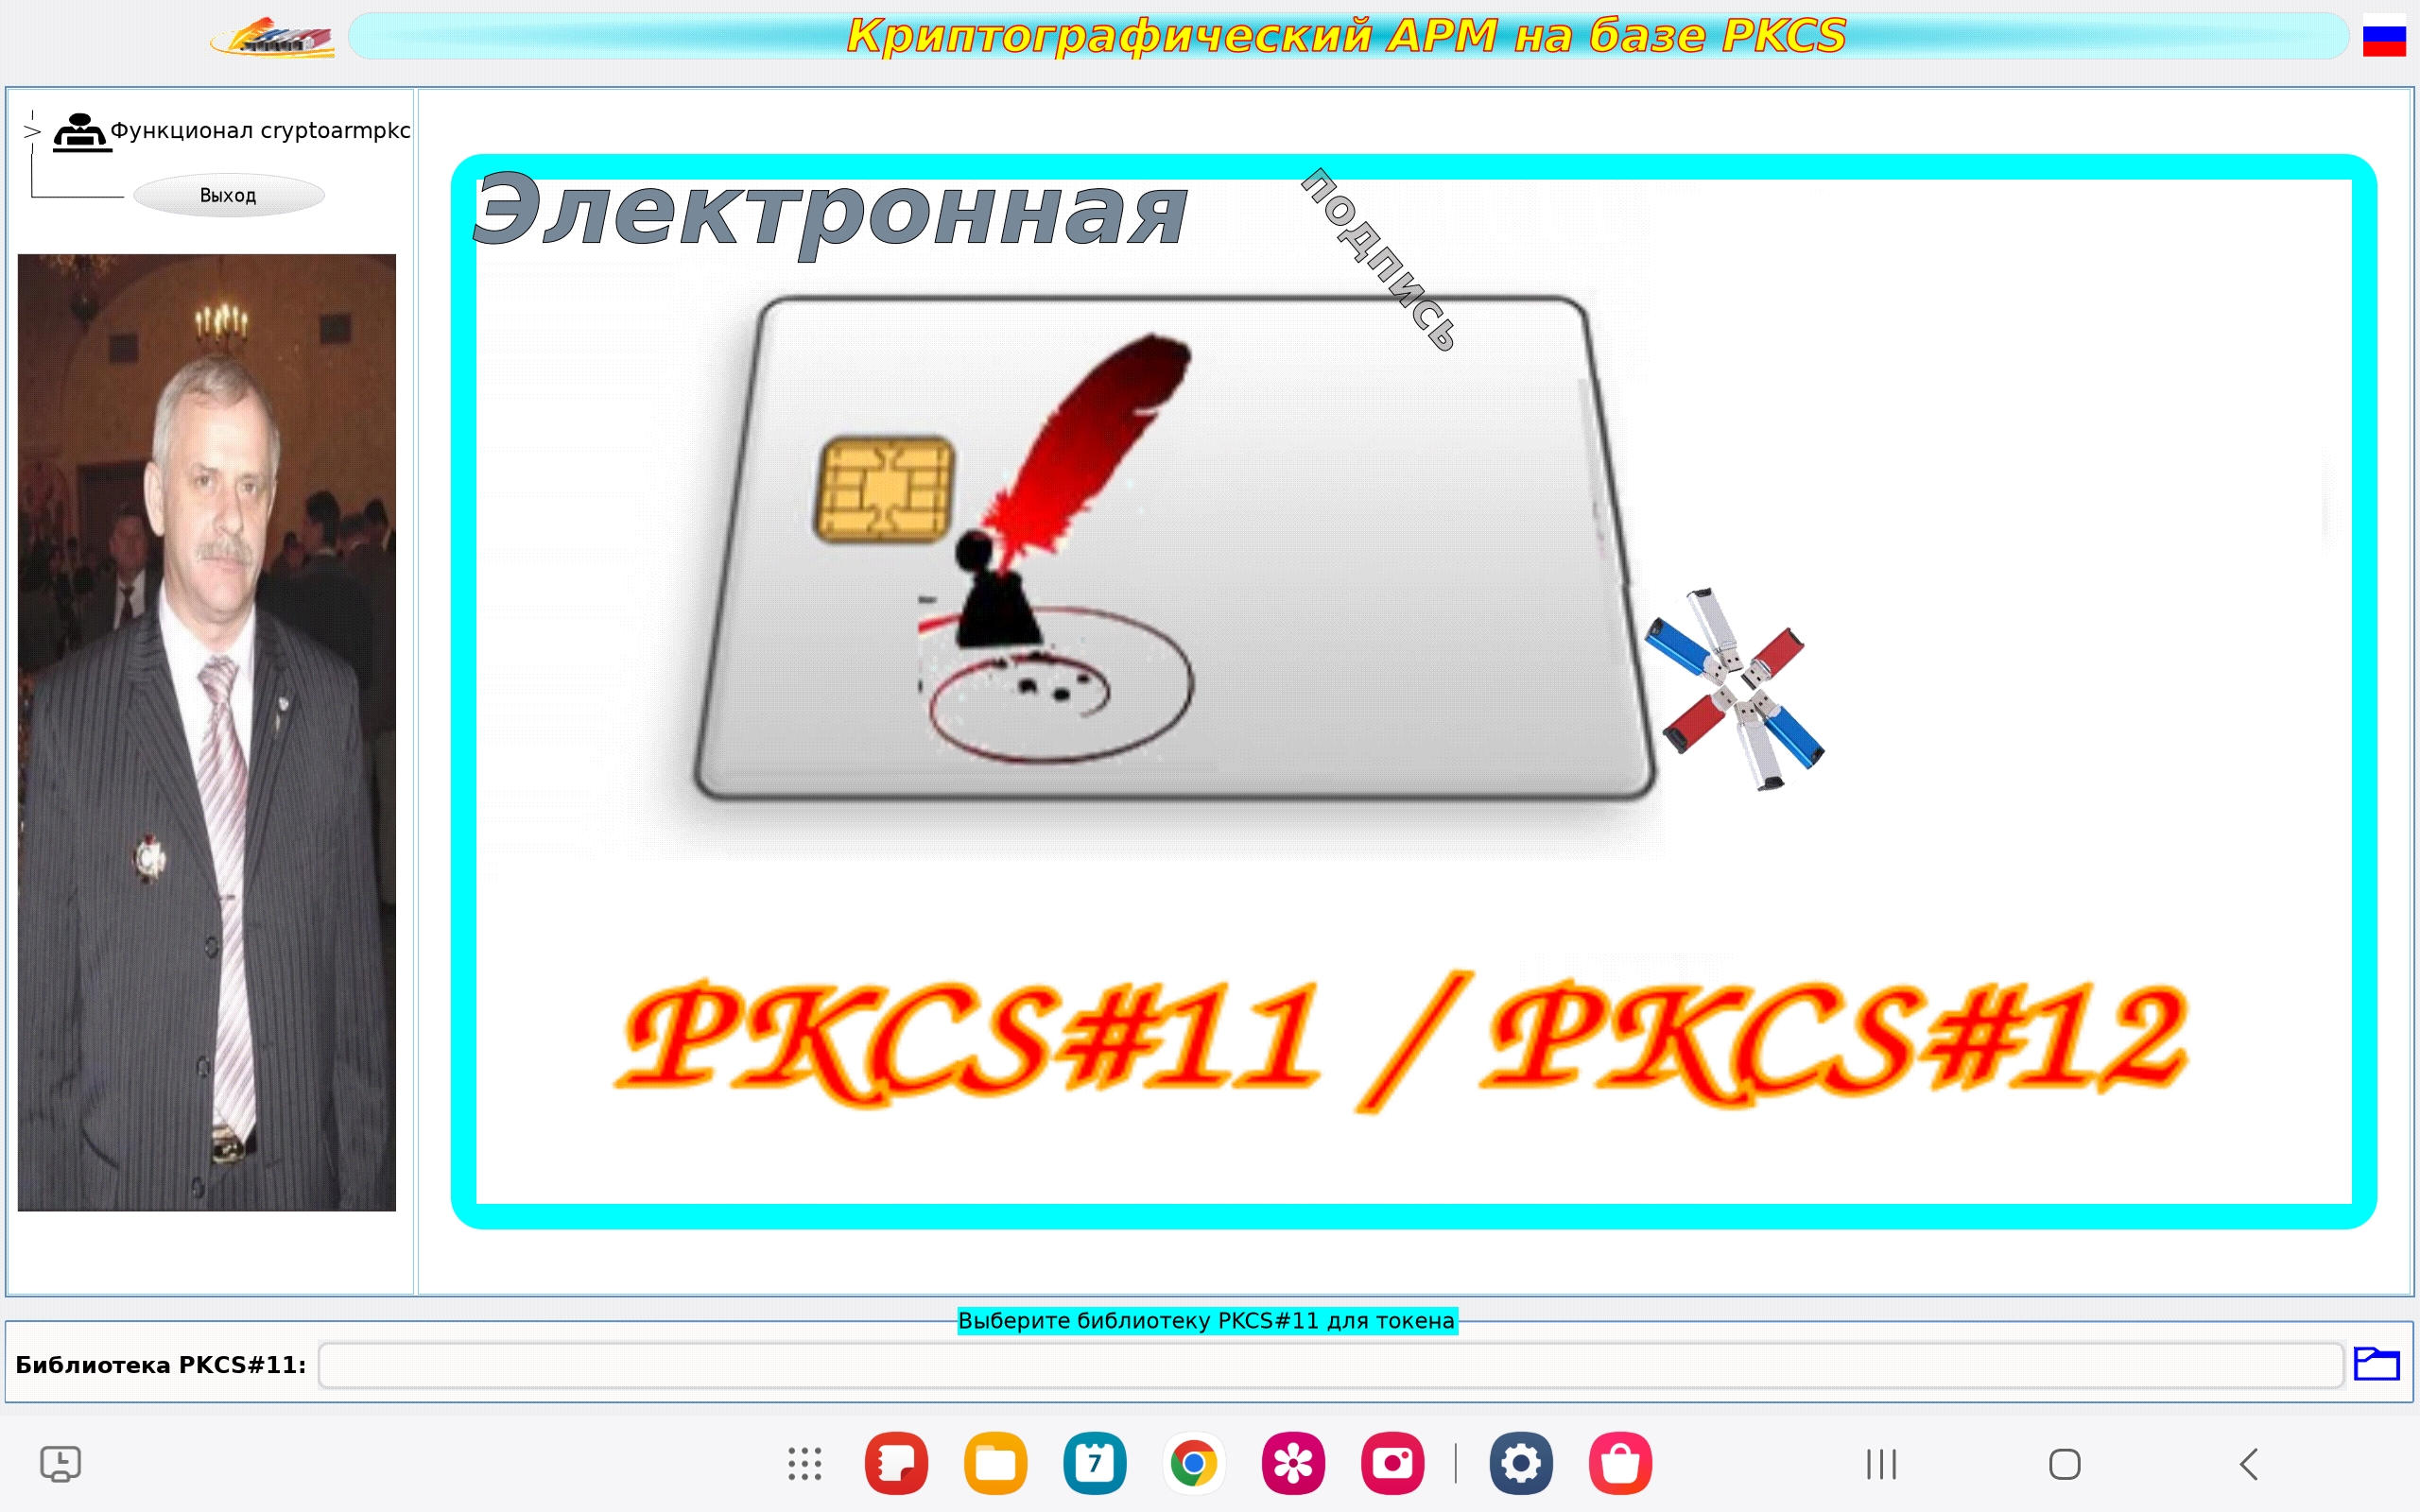 Криптографический АРМ на базе PKCS
Функционал cryptoarmpkc
Выход
Электронная
подпись
PKCS#11 / PKCS#12
Выберите библиотеку PKCS#11 для токена
Библиотека PKCS#11:
7